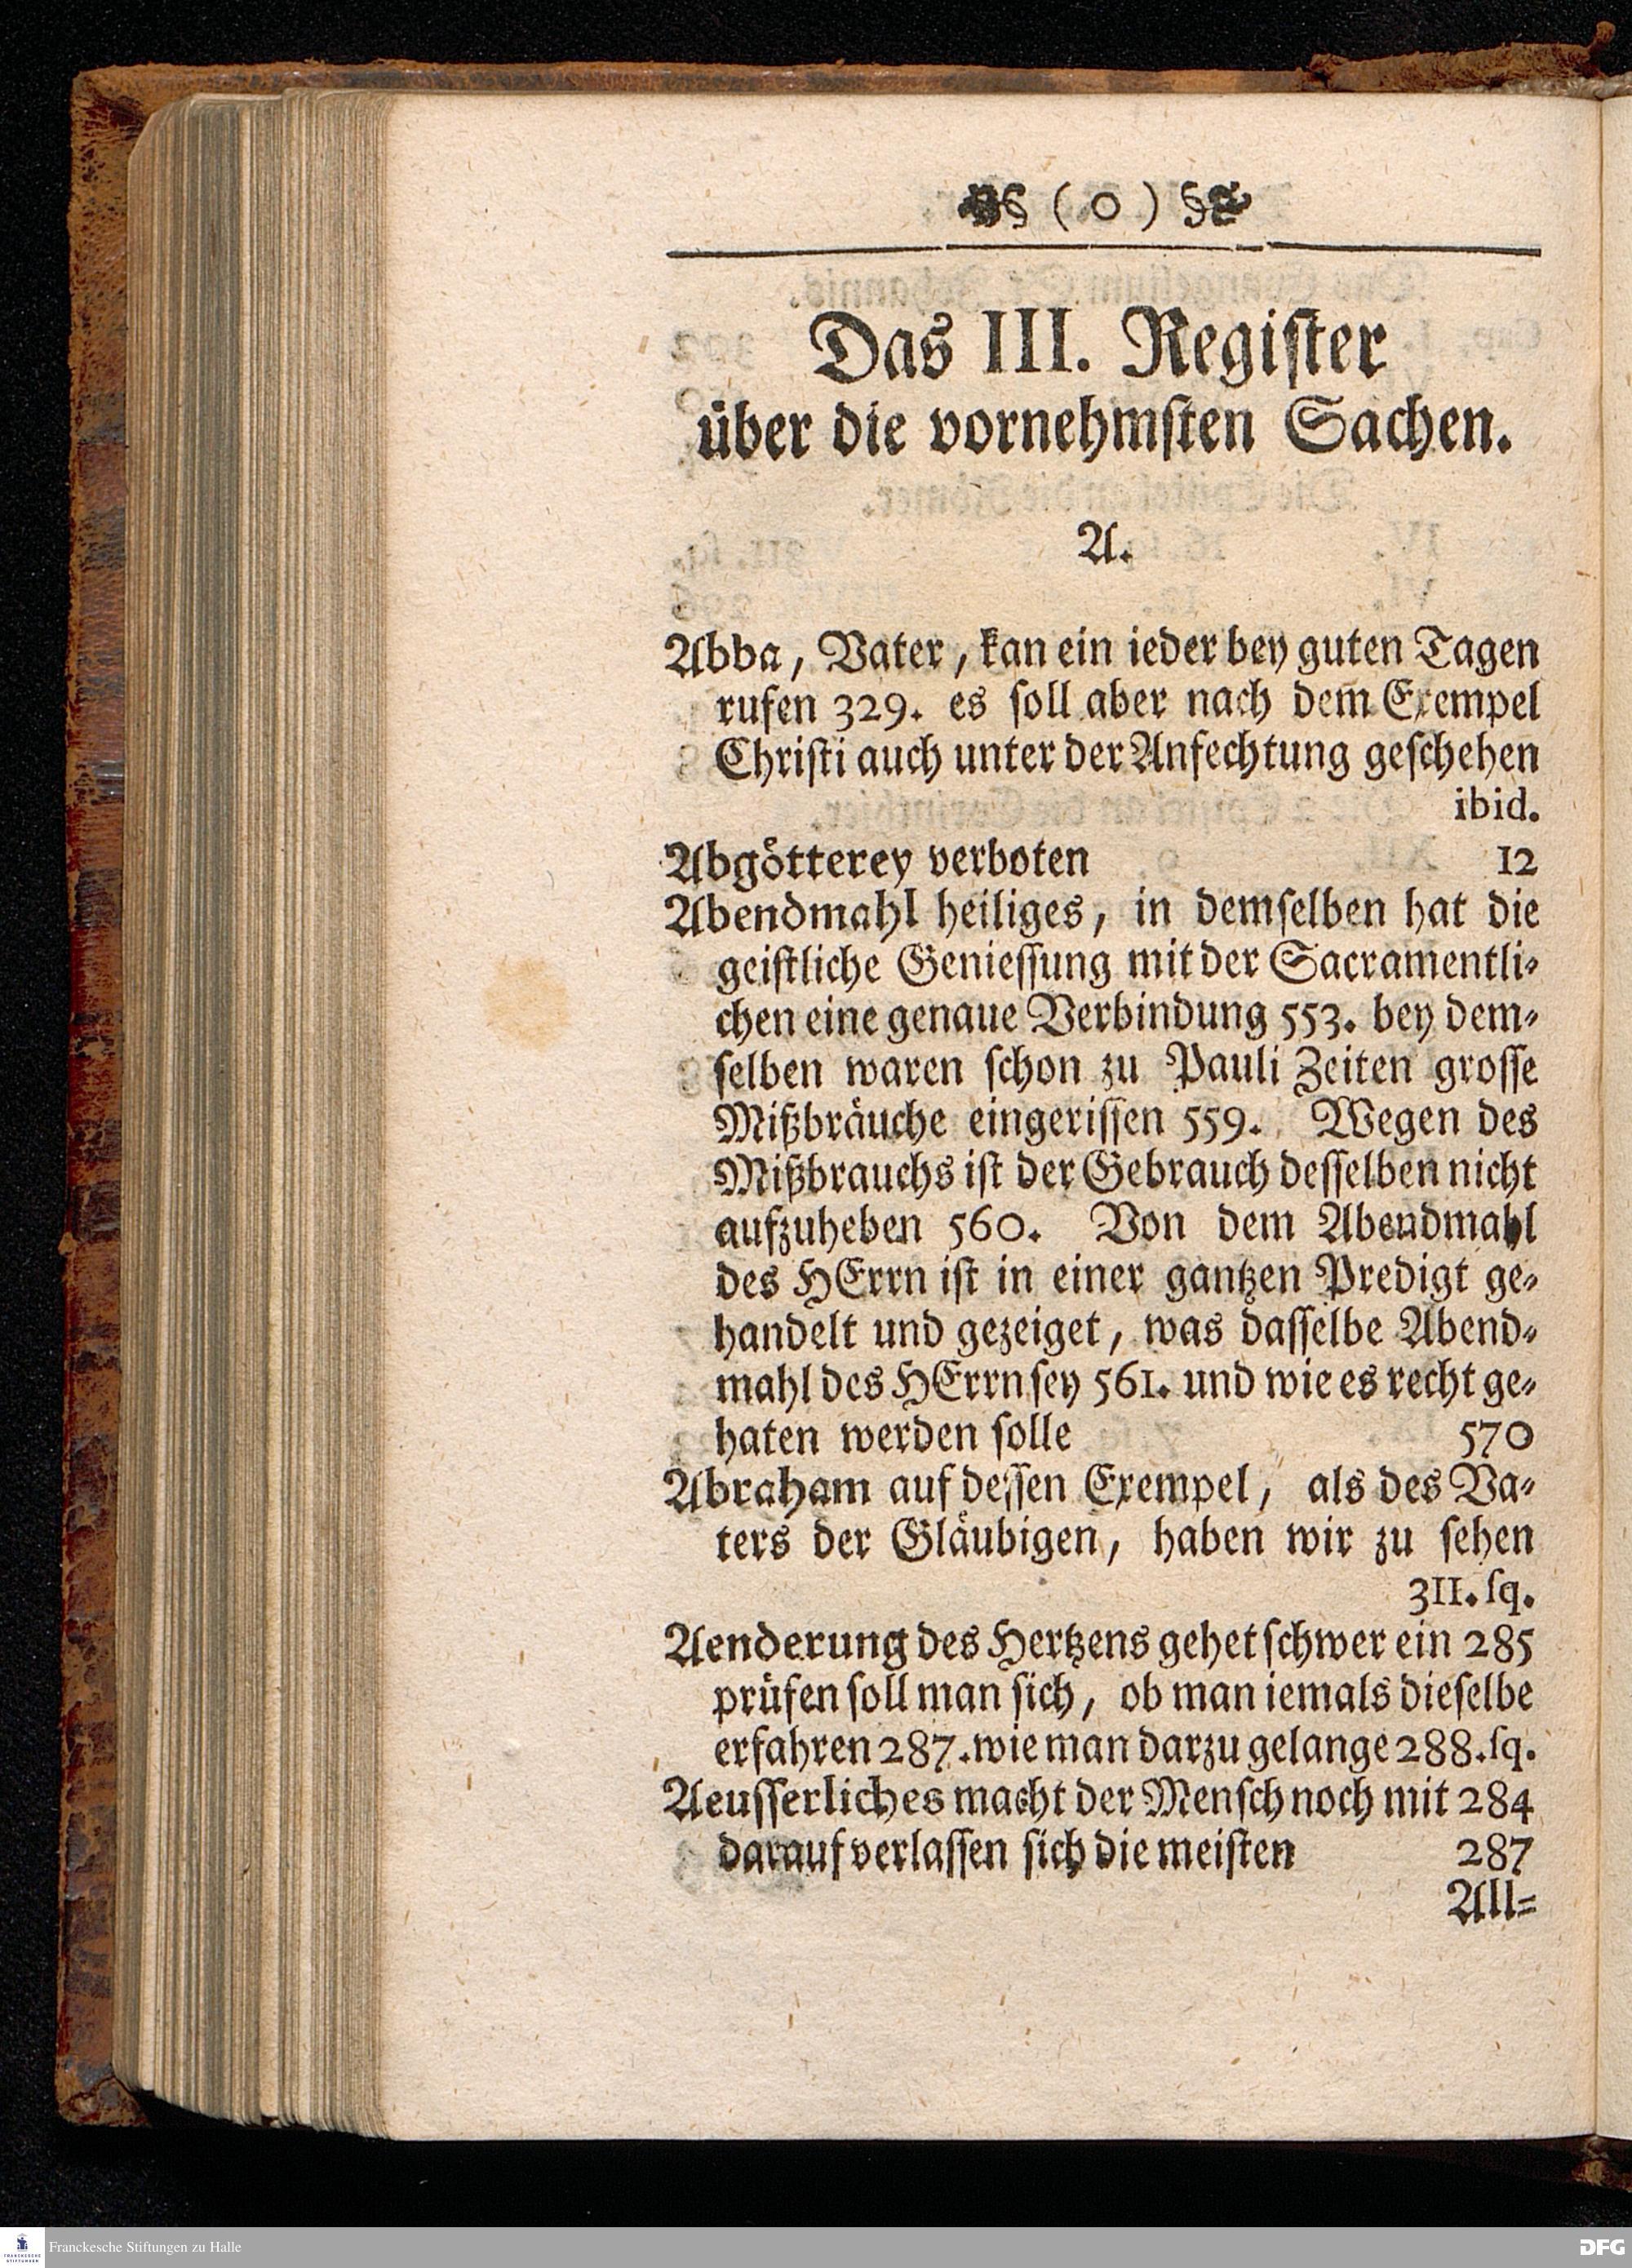 ( 0 )
Das III. Regiſter
über die vornehmſten Sachen.
A.
Abba, Vater, kan ein ieder bey guten Tagen
rufen 329. es ſoll aber nach dem Exempel
Chriſti auch unter der Anfechtung geſchehen
ibid.
Abgötterey verboten 12
Abendmahl heiliges, in demſelben hat die
geiſtliche Genieſſung mit der Sacramentli-
chen eine genaue Verbindung 553. bey dem-
ſelben waren ſchon zu Pauli Zeiten groſſe
Mißbräuche eingeriſſen 559. Wegen des
Mißbrauchs iſt der Gebrauch deſſelben nicht
aufzuheben 560. Von dem Abendmahl
des HErrn iſt in einer gantzen Predigt ge-
handelt und gezeiget, was daſſelbe Abend-
mahl des HErrn ſey 561. und wie es recht ge-
haten werden ſolle 570
Abraham auf deſſen Exempel, als des Va-
ters der Gläubigen, haben wir zu ſehen
311. ſq.
Aenderung des Hertzens gehet ſchwer ein 285
prüfen ſoll man ſich, ob man iemals dieſelbe
erfahren 287. wie man darzu gelange 288. ſq.
Aeuſſerliches macht der Menſch noch mit 284
darauf verlaſſen ſich die meiſten 287
All-
FRANCKESCHE STIFTUNGEN
Franckesche Stiftungen zu Halle
DFG